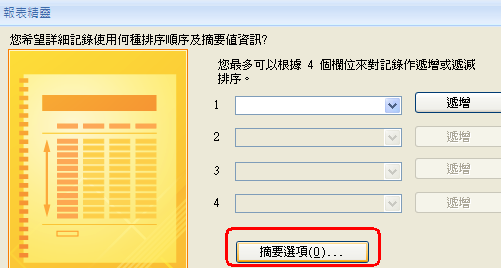 報表精靈
您希望詳細記錄使用何種排序順序及摘要值資訊?
您最多可以根據 4 個欄位來對記錄作遞增或遞減
排序。
1 遞增
2 遞增
3 遞增
4 遞增
摘要選項(O)...